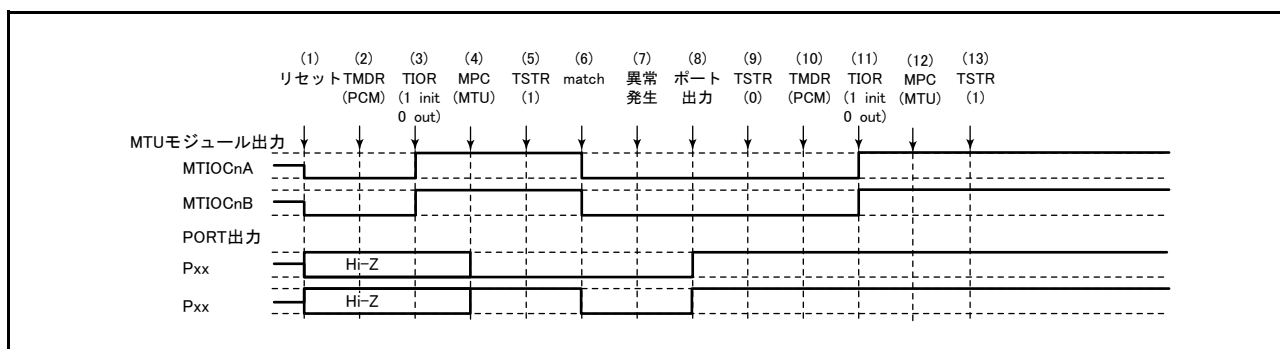 (1) (2) (3) (4) (5) (6) (7) (8) (9) (10) (11) (12) (13)
リセット TMDR TIOR MPC TSTR match 異常 ポート TSTR TMDR TIOR MPC TSTR
(PCM) (1 init (MTU) (1) 発生 出力 (0) (PCM) (1 init (MTU) (1)
0 out) 0 out)
MTUモジュール出力
MTIOCnA
MTIOCnB
PORT出力
Pxx Hi-Z
Pxx Hi-Z